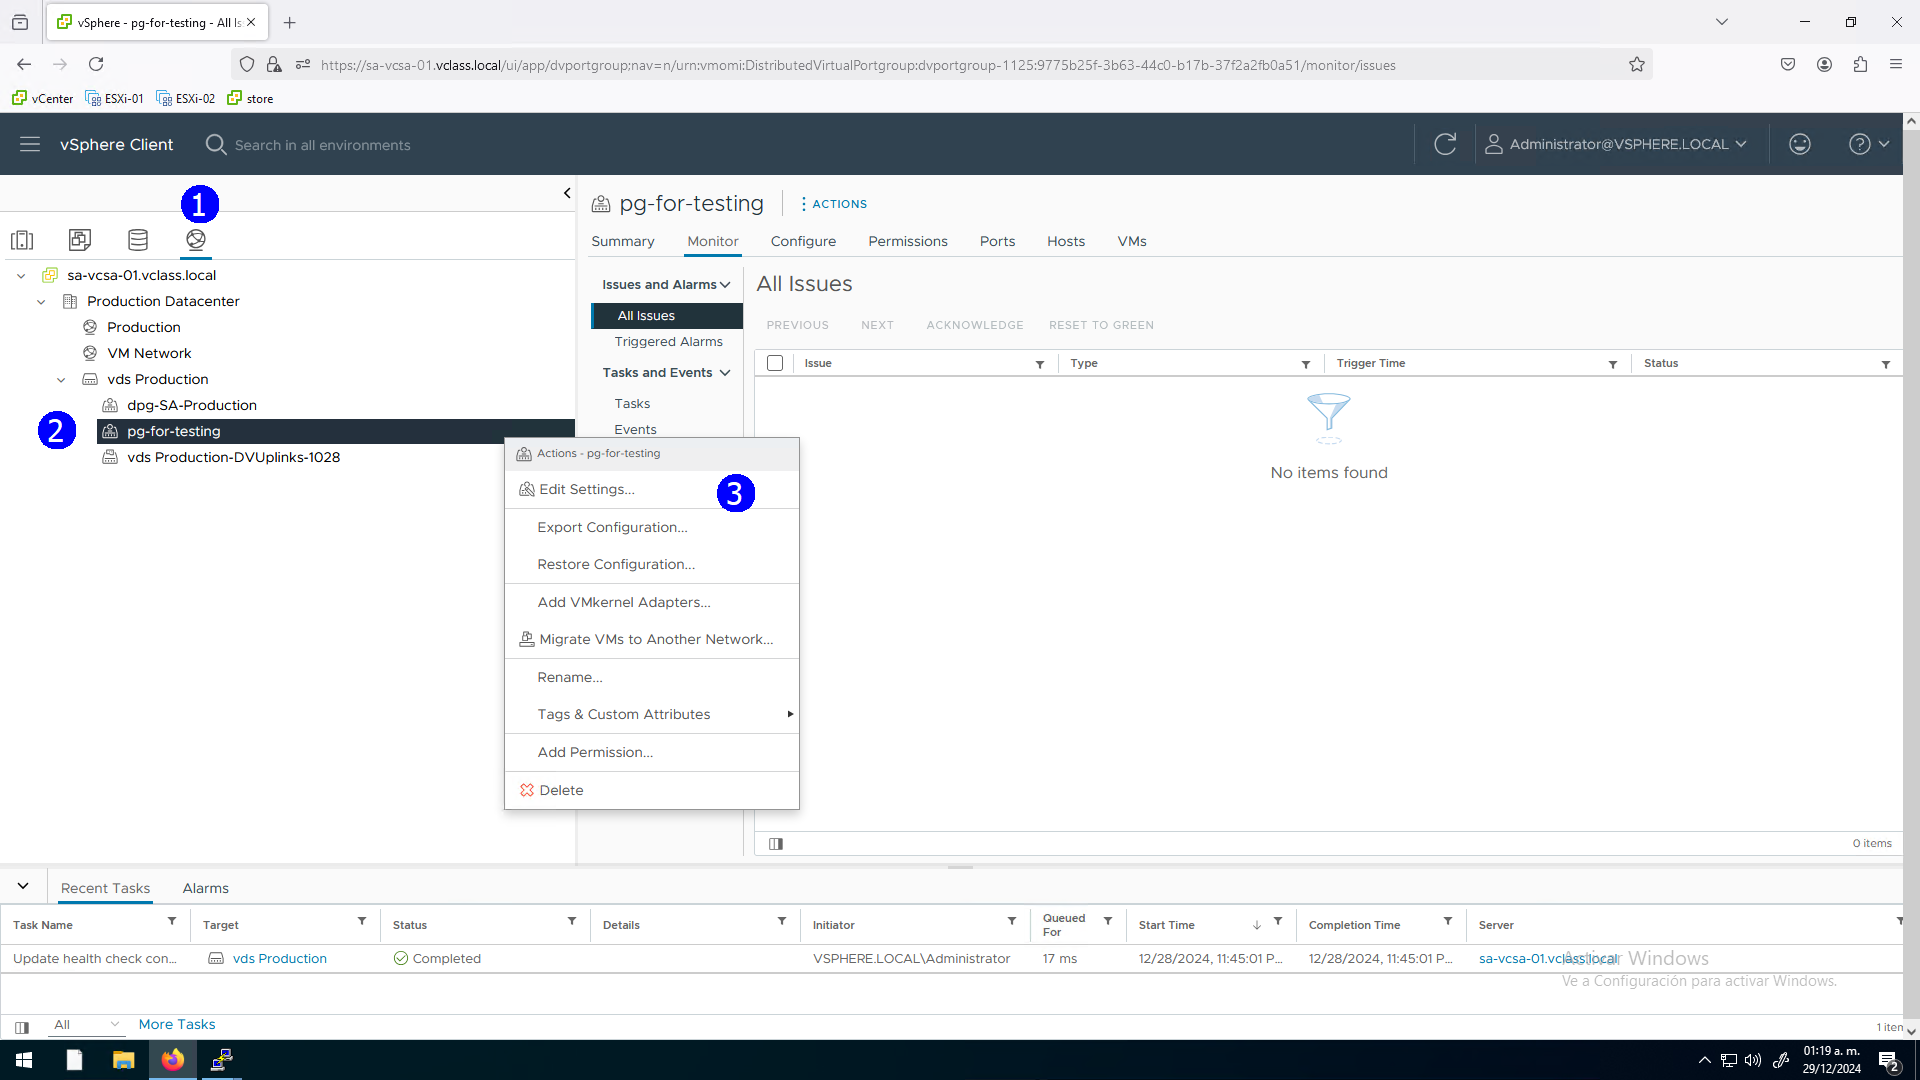 vSphere - pg-for-testing - All Is
https://sa-vcsa-01.vclass.local/ui/app/dvportgroup;nav=n/urn:vmomi:DistributedVirtualPortgroup:dvportgroup-1125:9775b25f-3b63-44c0-b17b-37f2a2fb0a51/monitor/issues
vCenter ESXi-01 ESXi-02 store
vSphere Client Search in all environments Administrator@VSPHERE.LOCAL
1
pg-for-testing ACTIONS
Summary Monitor Configure Permissions Ports Hosts VMs
sa-vcsa-01.vclass.local
Production Datacenter
Production
VM Network
vds Production
dpg-SA-Production
2 pg-for-testing
vds Production-DVUplinks-1028
Issues and Alarms
All Issues
Triggered Alarms
Tasks and Events
Tasks
Events
All Issues
PREVIOUS NEXT ACKNOWLEDGE RESET TO GREEN
Issue Type Trigger Time Status
No items found
0 items
Actions - pg-for-testing
Edit Settings... 3
Export Configuration...
Restore Configuration...
Add VMkernel Adapters...
Migrate VMs to Another Network...
Rename...
Tags & Custom Attributes
Add Permission...
Delete
Recent Tasks Alarms
Task Name Target Status Details Initiator Queued For Start Time Completion Time Server
Update health check con... vds Production Completed VSPHERE.LOCAL\Administrator 17 ms 12/28/2024, 11:45:01 P... 12/28/2024, 11:45:01 P... sa-vcsa-01.vclass.local
Activar Windows
Ve a Configuración para activar Windows.
All More Tasks 1 iten
01:19 a. m.
29/12/2024
2